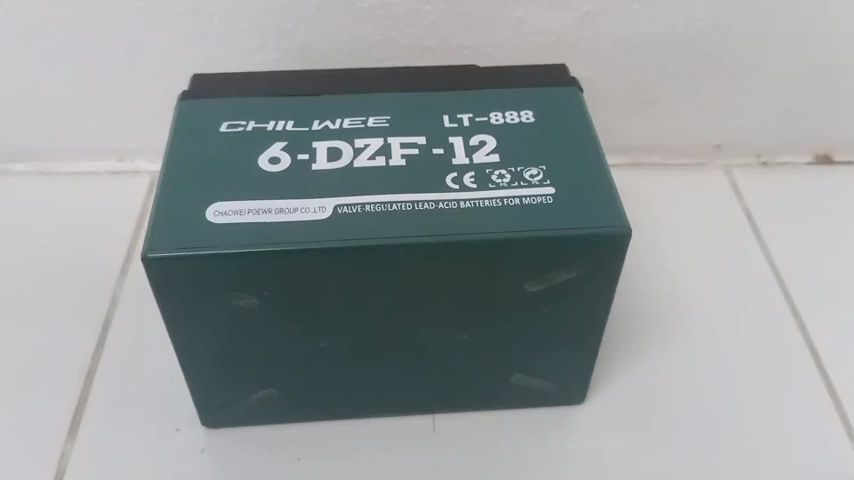 CHILWEE LT-888
6-DZF-12
CE
CHAOWEI POEWR GROUP CO.,LTD VALVE-REGULATED LEAD-ACID BATTERIES FOR MOPED